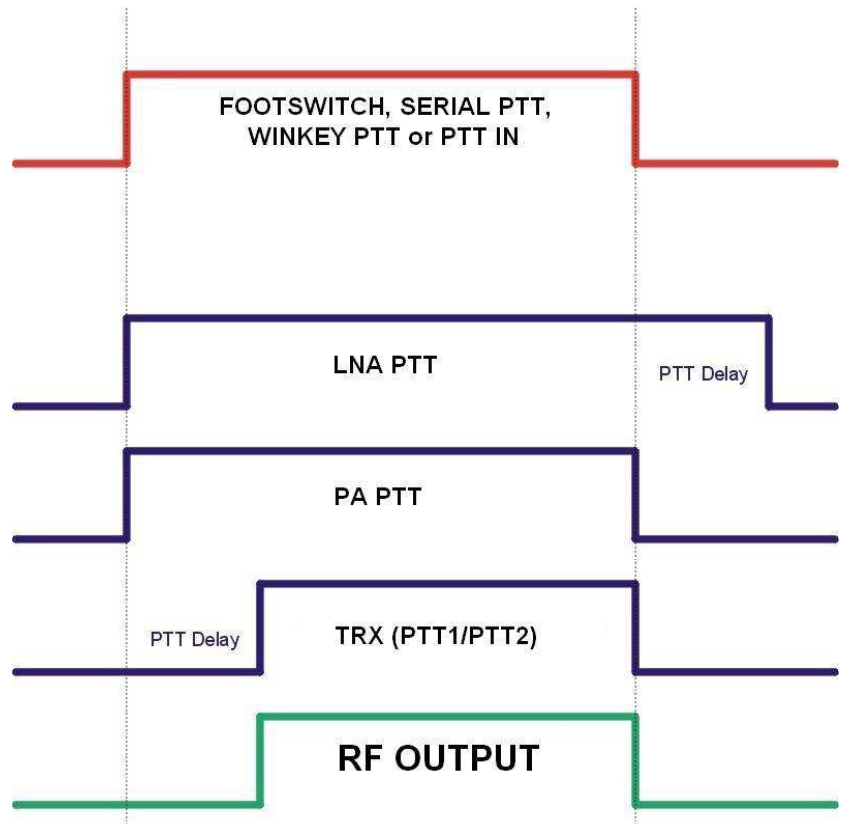 FOOTSWITCH, SERIAL PTT,
WINKEY PTT or PTT IN
LNA PTT
PTT Delay
PA PTT
PTT Delay
TRX (PTT1/PTT2)
RF OUTPUT